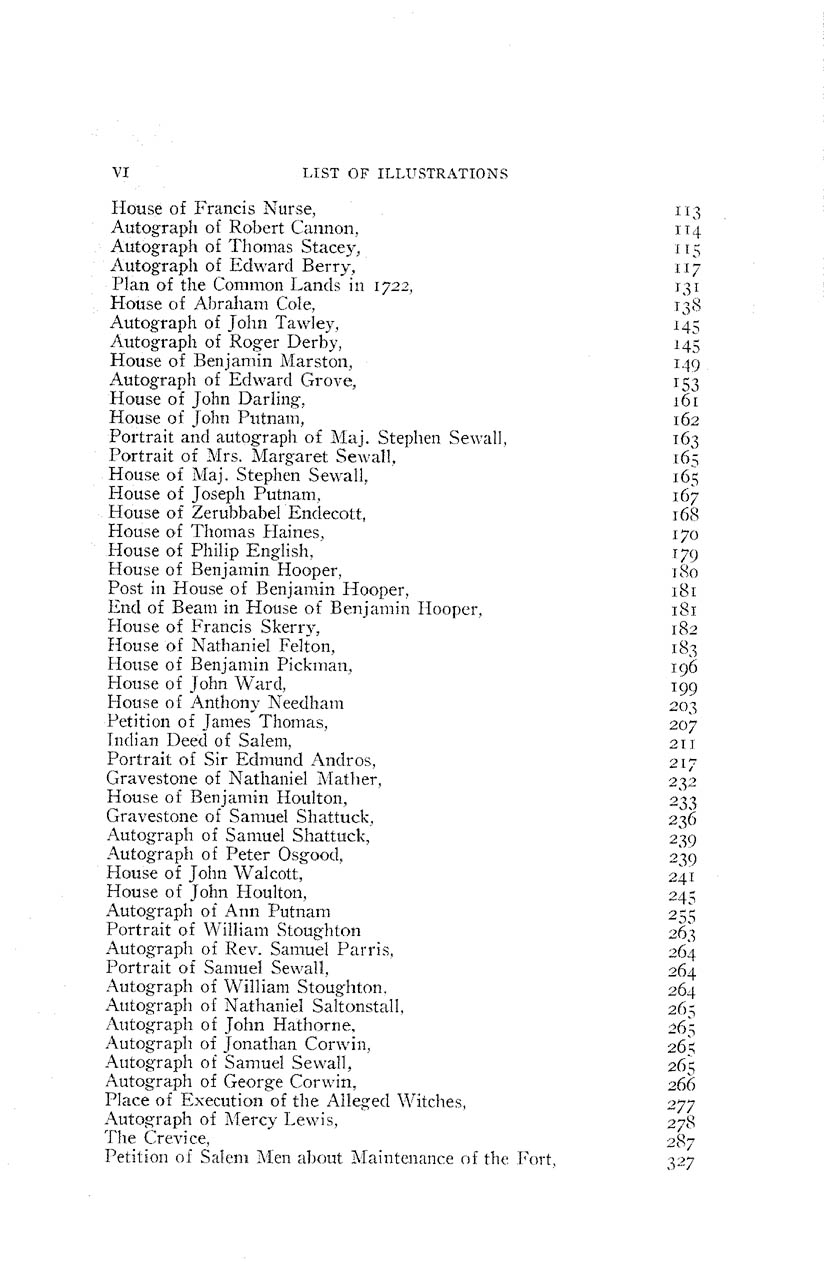 VI LIST OF ILLUSTRATIONS
House of Francis Nurse, 113
Autograph of Robert Cannon, 114
Autograph of Thomas Stacey, 115
Autograph of Edward Berry, 117
Plan of the Common Lands in 1722, 131
House of Abraham Cole, 138
Autograph of John Tawley, 145
Autograph of Roger Derby, 145
House of Benjamin Marston, 149
Autograph of Edward Grove, 153
House of John Darling, 161
House of John Putnam, 162
Portrait and autograph of Maj. Stephen Sewall, 163
Portrait of Mrs. Margaret Sewall, 165
House of Maj. Stephen Sewall, 165
House of Joseph Putnam, 167
House of Zerubbabel Endecott, 168
House of Thomas Haines, 170
House of Philip English, 179
House of Benjamin Hooper, 180
Post in House of Benjamin Hooper, 181
End of Beam in House of Benjamin Hooper, 181
House of Francis Skerry, 182
House of Nathaniel Felton, 183
House of Benjamin Pickman, 196
House of John Ward, 199
House of Anthony Needham 203
Petition of James Thomas, 207
Indian Deed of Salem, 211
Portrait of Sir Edmund Andros, 217
Gravestone of Nathaniel Mather, 232
House of Benjamin Houlton, 233
Gravestone of Samuel Shattuck, 236
Autograph of Samuel Shattuck, 239
Autograph of Peter Osgood, 239
House of John Walcott, 241
House of John Houlton, 245
Autograph of Ann Putnam 255
Portrait of William Stoughton 263
Autograph of Rev. Samuel Parris, 264
Portrait of Samuel Sewall, 264
Autograph of William Stoughton, 264
Autograph of Nathaniel Saltonstall, 265
Autograph of John Hathorne, 265
Autograph of Jonathan Corwin, 265
Autograph of Samuel Sewall, 265
Autograph of George Corwin, 266
Place of Execution of the Alleged Witches, 277
Autograph of Mercy Lewis, 278
The Crevice, 287
Petition of Salem Men about Maintenance of the Fort, 327